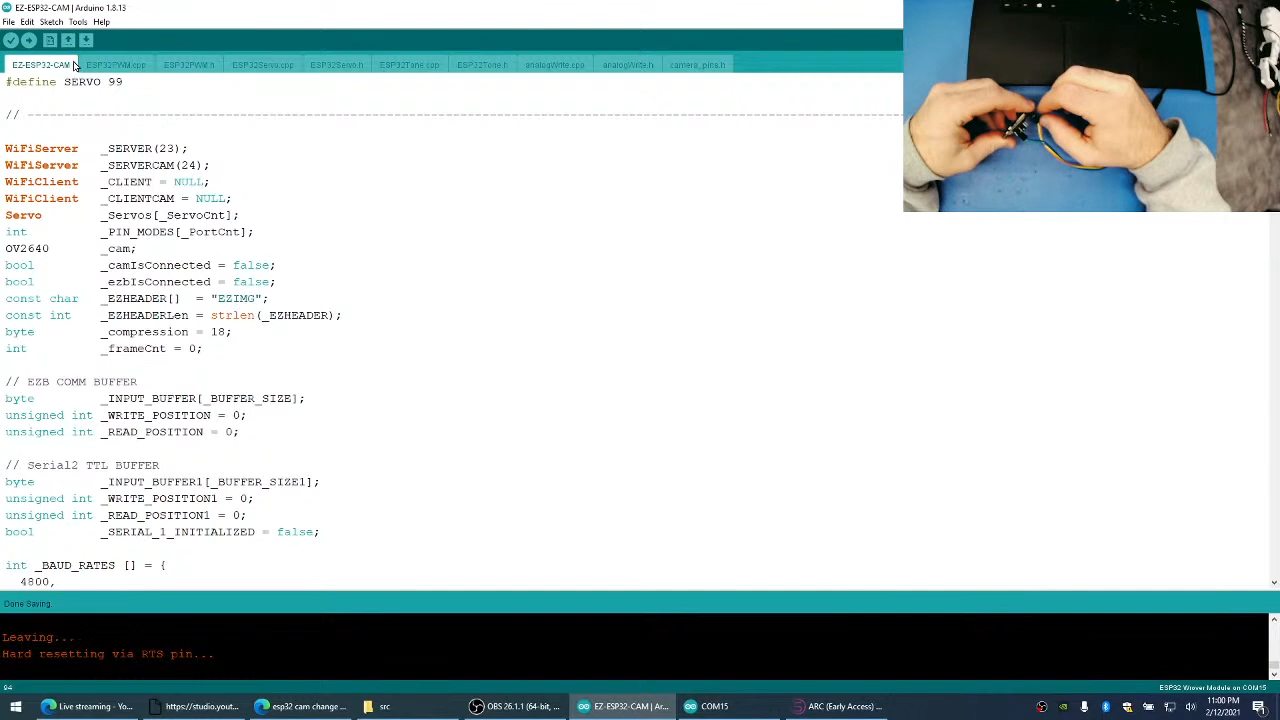 EZ-ESP32-CAM | Arduino 1.8.13
File Edit Sketch Tools Help
EZ-ESP32-CAM ESP32PWM.cpp ESP32PWM.h ESP32Servo.cpp ESP32Servo.h ESP32Tone.cpp ESP32Tone.h analogWrite.cpp analogWrite.h camera_pins.h
#define SERVO 99
// ----------------------------------------------------------------------------------------------------------------------------
WiFiServer _SERVER(23);
WiFiServer _SERVERCAM(24);
WiFiClient _CLIENT = NULL;
WiFiClient _CLIENTCAM = NULL;
Servo _Servos[_ServoCnt];
int _PIN_MODES[_PortCnt];
OV2640 _cam;
bool _camIsConnected = false;
bool _ezbIsConnected = false;
const char _EZHEADER[] = "EZIMG";
const int _EZHEADERLen = strlen(_EZHEADER);
byte _compression = 18;
int _frameCnt = 0;
// EZB COMM BUFFER
byte _INPUT_BUFFER[_BUFFER_SIZE];
unsigned int _WRITE_POSITION = 0;
unsigned int _READ_POSITION = 0;
// Serial2 TTL BUFFER
byte _INPUT_BUFFER1[_BUFFER_SIZE1];
unsigned int _WRITE_POSITION1 = 0;
unsigned int _READ_POSITION1 = 0;
bool _SERIAL_1_INITIALIZED = false;
int _BAUD_RATES [] = {
4800,
Done Saving.
Leaving...
Hard resetting via RTS pin...
94 ESP32 Wrover Module on COM15
Live streaming - Yo... https://studio.yout... esp32 cam change ... src OBS 26.1.1 (64-bit, ... EZ-ESP32-CAM | Ar... COM15 ARC (Early Access) ... 11:00 PM
2/12/2021